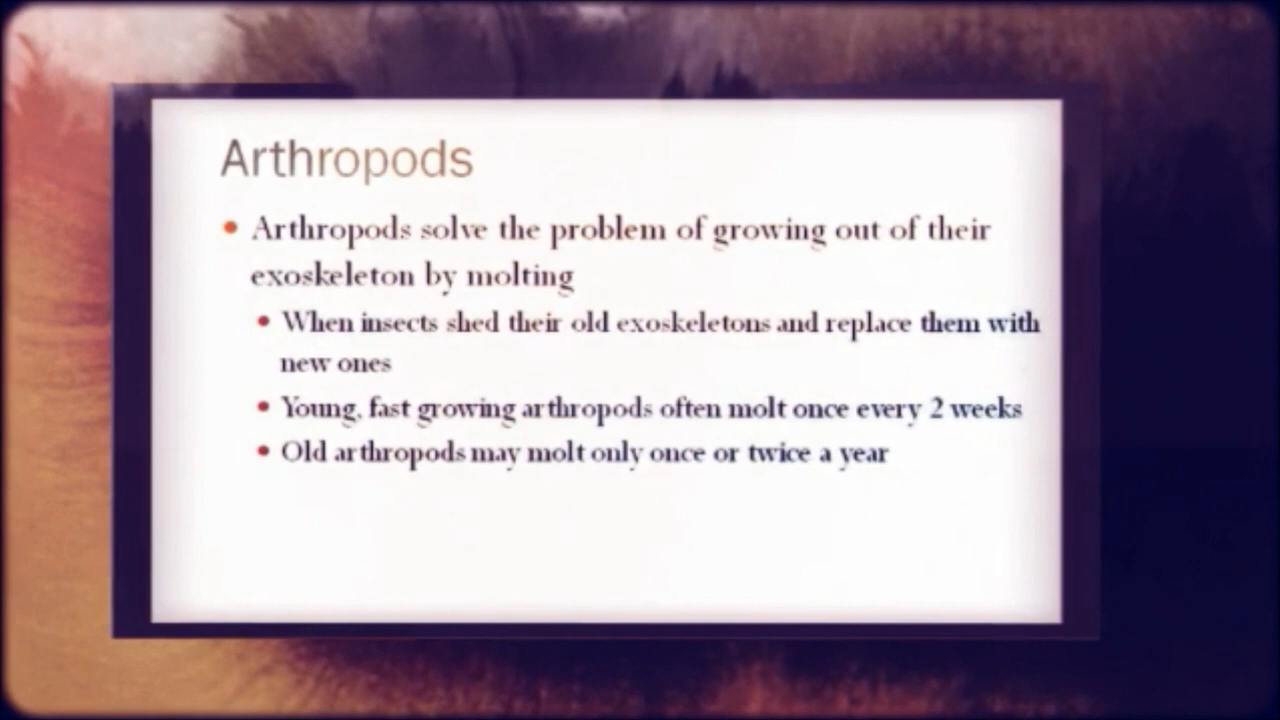 Arthropods
• Arthropods solve the problem of growing out of their
exoskeleton by molting
• When insects shed their old exoskeletons and replace them with
new ones
• Young, fast growing arthropods often molt once every 2 weeks
• Old arthropods may molt only once or twice a year